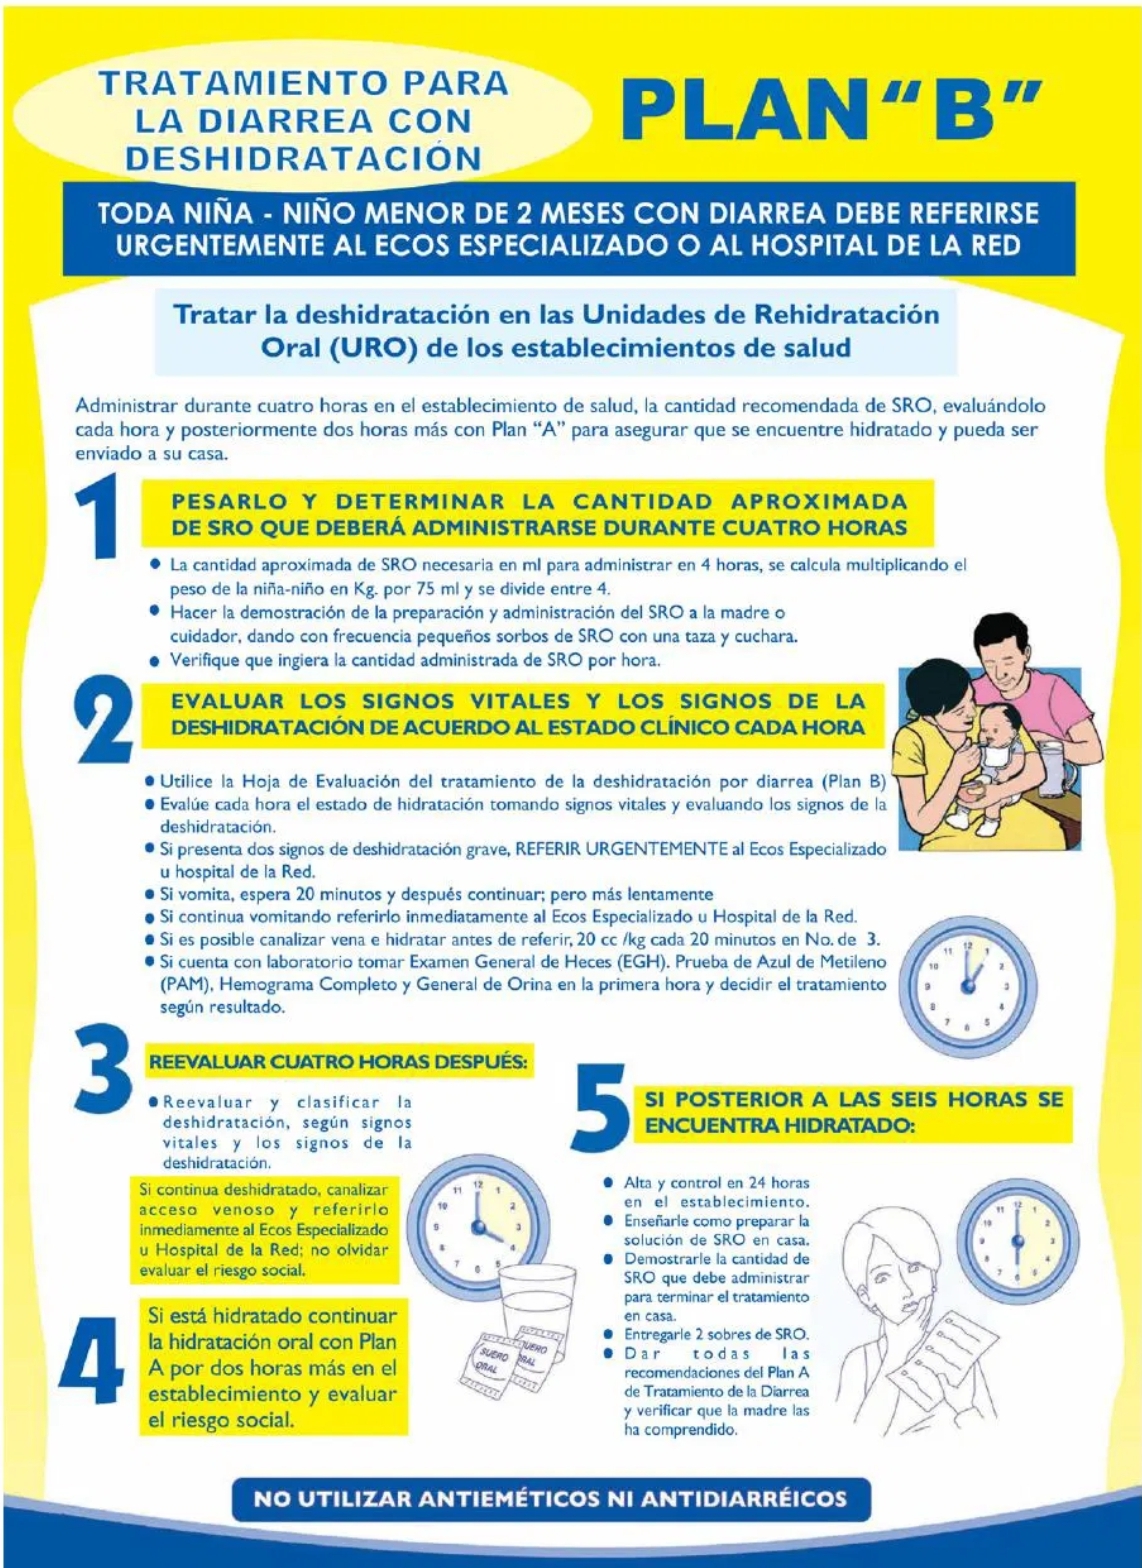 TRATAMIENTO PARA
LA DIARREA CON
DESHIDRATACIÓN
PLAN "B"
TODA NIÑA - NIÑO MENOR DE 2 MESES CON DIARREA DEBE REFERIRSE
URGENTEMENTE AL ECOS ESPECIALIZADO O AL HOSPITAL DE LA RED
Tratar la deshidratación en las Unidades de Rehidratación
Oral (URO) de los establecimientos de salud
Administrar durante cuatro horas en el establecimiento de salud, la cantidad recomendada de SRO, evaluándolo
cada hora y posteriormente dos horas más con Plan "A" para asegurar que se encuentre hidratado y pueda ser
enviado a su casa.
1
PESARLO Y DETERMINAR LA CANTIDAD APROXIMADA
DE SRO QUE DEBERÁ ADMINISTRARSE DURANTE CUATRO HORAS
• La cantidad aproximada de SRO necesaria en ml para administrar en 4 horas, se calcula multiplicando el
peso de la niña-niño en Kg. por 75 ml y se divide entre 4.
• Hacer la demostración de la preparación y administración del SRO a la madre o
cuidador, dando con frecuencia pequeños sorbos de SRO con una taza y cuchara.
• Verifique que ingiera la cantidad administrada de SRO por hora.
2
EVALUAR LOS SIGNOS VITALES Y LOS SIGNOS DE LA
DESHIDRATACIÓN DE ACUERDO AL ESTADO CLÍNICO CADA HORA
• Utilice la Hoja de Evaluación del tratamiento de la deshidratación por diarrea (Plan B)
• Evalúe cada hora el estado de hidratación tomando signos vitales y evaluando los signos de la
deshidratación.
• Si presenta dos signos de deshidratación grave, REFERIR URGENTEMENTE al Ecos Especializado
u hospital de la Red.
• Si vomita, espera 20 minutos y después continuar; pero más lentamente
• Si continua vomitando referirlo inmediatamente al Ecos Especializado u Hospital de la Red.
• Si es posible canalizar vena e hidratar antes de referir, 20 cc /kg cada 20 minutos en No. de 3.
• Si cuenta con laboratorio tomar Examen General de Heces (EGH). Prueba de Azul de Metileno
(PAM), Hemograma Completo y General de Orina en la primera hora y decidir el tratamiento
según resultado.
3
REEVALUAR CUATRO HORAS DESPUÉS:
• Reevaluar y clasificar la
deshidratación, según signos
vitales y los signos de la
deshidratación.
Si continua deshidratado, canalizar
acceso venoso y referirlo
inmediamente al Ecos Especializado
u Hospital de la Red; no olvidar
evaluar el riesgo social.
4
Si está hidratado continuar
la hidratación oral con Plan
A por dos horas más en el
establecimiento y evaluar
el riesgo social.
SUERO
ORAL
SUERO
ORAL
5
SI POSTERIOR A LAS SEIS HORAS SE
ENCUENTRA HIDRATADO:
• Alta y control en 24 horas
en el establecimiento.
• Enseñarle como preparar la
solución de SRO en casa.
• Demostrarle la cantidad de
SRO que debe administrar
para terminar el tratamiento
en casa.
• Entregarle 2 sobres de SRO.
• Dar todas las
recomendaciones del Plan A
de Tratamiento de la Diarrea
y verificar que la madre las
ha comprendido.
NO UTILIZAR ANTIEMÉTICOS NI ANTIDIARRÉICOS